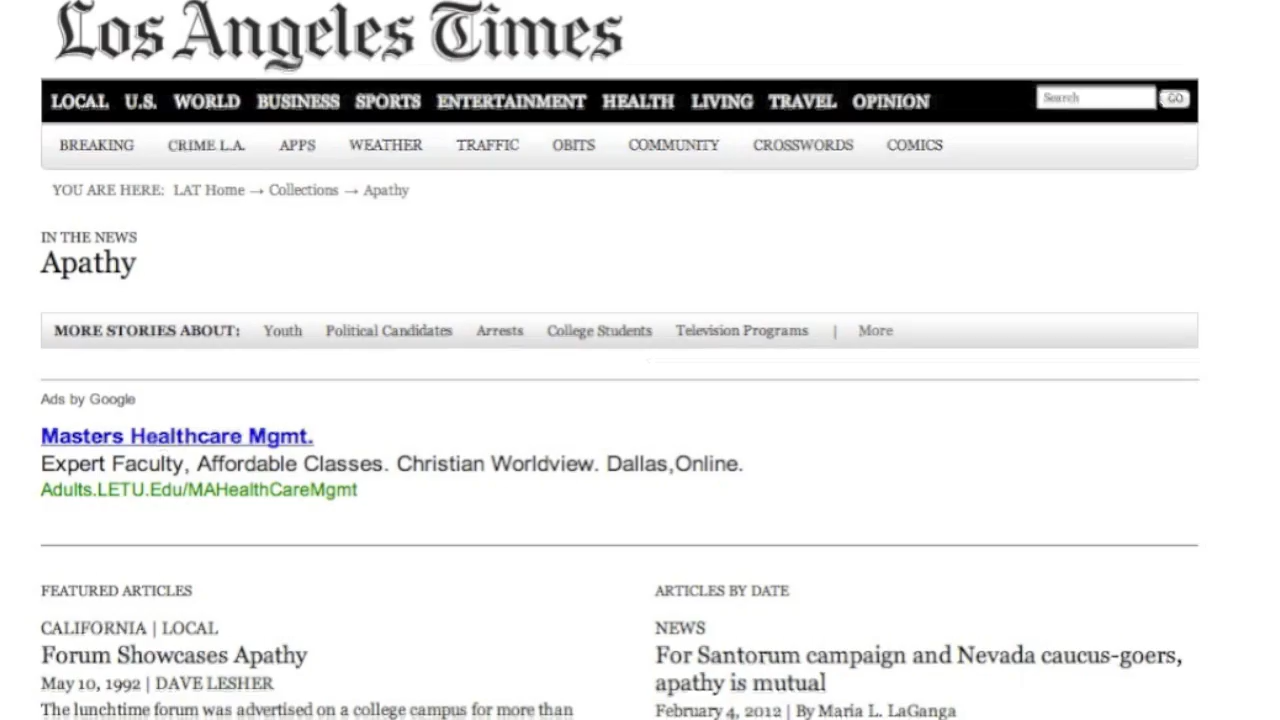 Los Angeles Times
LOCAL U.S. WORLD BUSINESS SPORTS ENTERTAINMENT HEALTH LIVING TRAVEL OPINION Search GO
BREAKING CRIME L.A. APPS WEATHER TRAFFIC OBITS COMMUNITY CROSSWORDS COMICS
YOU ARE HERE: LAT Home → Collections → Apathy
IN THE NEWS
Apathy
MORE STORIES ABOUT: Youth Political Candidates Arrests College Students Television Programs | More
Ads by Google
Masters Healthcare Mgmt.
Expert Faculty, Affordable Classes. Christian Worldview. Dallas,Online.
Adults.LETU.Edu/MAHealthCareMgmt
FEATURED ARTICLES
CALIFORNIA | LOCAL
Forum Showcases Apathy
May 10, 1992 | DAVE LESHER
The lunchtime forum was advertised on a college campus for more than
ARTICLES BY DATE
NEWS
For Santorum campaign and Nevada caucus-goers,
apathy is mutual
February 4, 2012 | By Maria L. LaGanga